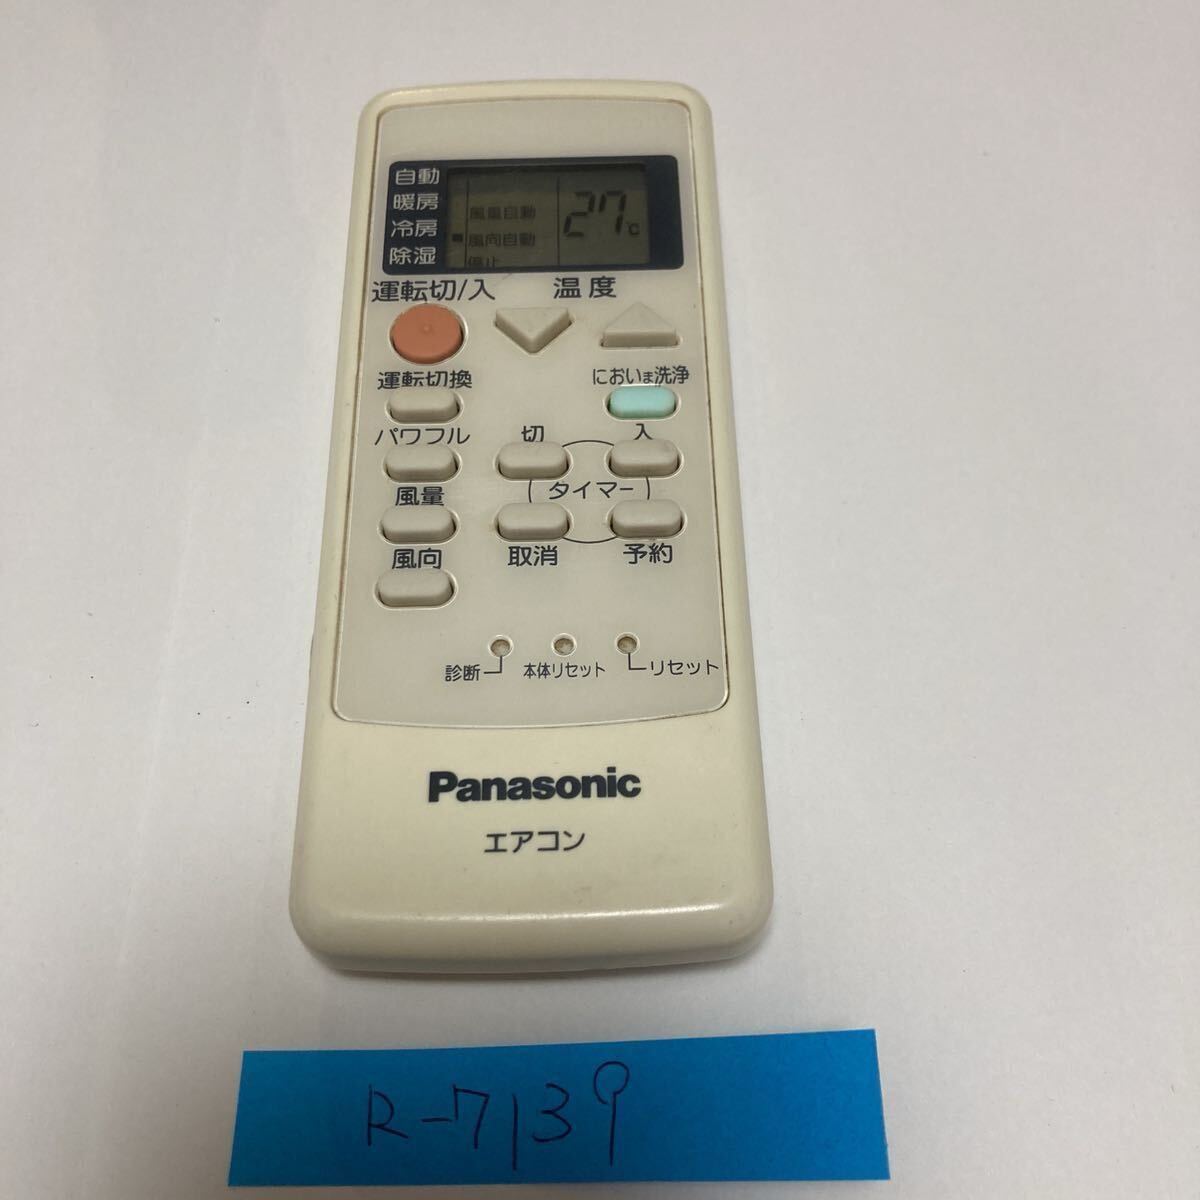 自動
暖房
冷房
除湿
風量自動
風向自動
停止
27℃
運転切/入
温度
運転切換
におい洗浄
パワフル
切
入
タイマー
風量
取消
予約
風向
診断
本体リセット
リセット
Panasonic
エアコン
R-7139